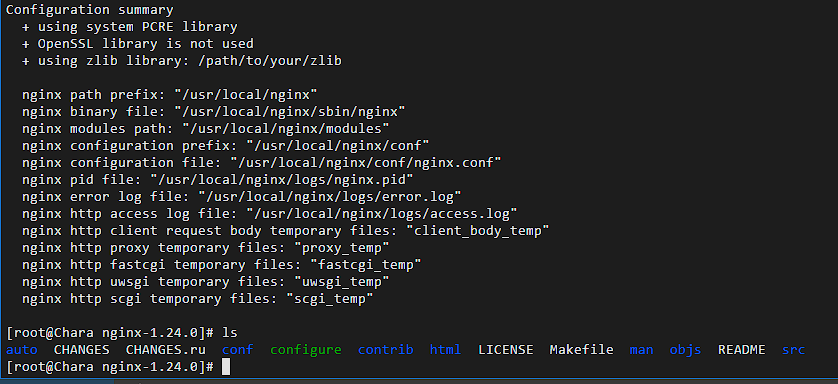 Configuration summary
+ using system PCRE library
+ OpenSSL library is not used
+ using zlib library: /path/to/your/zlib
nginx path prefix: "/usr/local/nginx"
nginx binary file: "/usr/local/nginx/sbin/nginx"
nginx modules path: "/usr/local/nginx/modules"
nginx configuration prefix: "/usr/local/nginx/conf"
nginx configuration file: "/usr/local/nginx/conf/nginx.conf"
nginx pid file: "/usr/local/nginx/logs/nginx.pid"
nginx error log file: "/usr/local/nginx/logs/error.log"
nginx http access log file: "/usr/local/nginx/logs/access.log"
nginx http client request body temporary files: "client_body_temp"
nginx http proxy temporary files: "proxy_temp"
nginx http fastcgi temporary files: "fastcgi_temp"
nginx http uwsgi temporary files: "uwsgi_temp"
nginx http scgi temporary files: "scgi_temp"
[root@Chara nginx-1.24.0]# ls
auto CHANGES CHANGES.ru conf configure contrib html LICENSE Makefile man objs README src
[root@Chara nginx-1.24.0]#